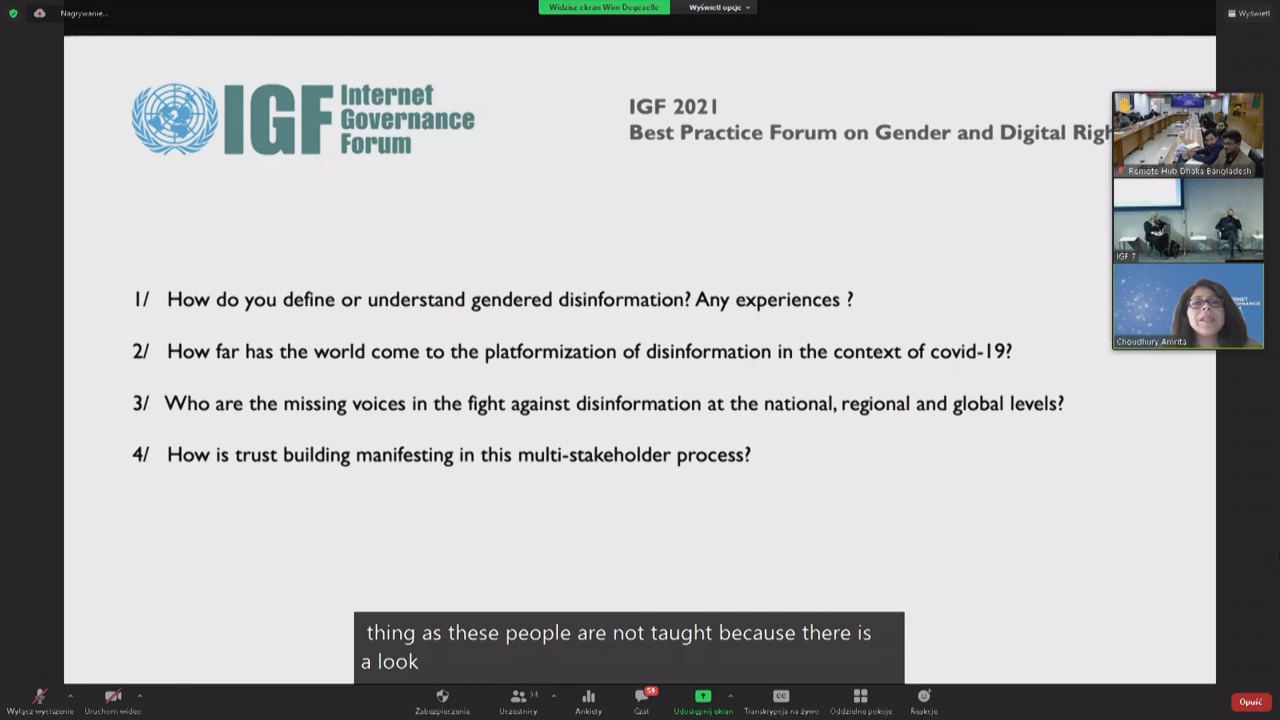 Nagrywanie...
Widzisz ekran Wim Degezelle
Wyświetl opcje
Wyświetl
IGF Internet
Governance
Forum
IGF 2021
Best Practice Forum on Gender and Digital Righ
Remote Hub Dhaka Bangladesh
IGF 7
Choudhury Amrita
1/ How do you define or understand gendered disinformation? Any experiences ?
2/ How far has the world come to the platformization of disinformation in the context of covid-19?
3/ Who are the missing voices in the fight against disinformation at the national, regional and global levels?
4/ How is trust building manifesting in this multi-stakeholder process?
thing as these people are not taught because there is
a look
Wyłącz wyciszenie
Uruchom wideo
Zabezpieczenia
34
Uczestnicy
Ankiety
59
Czat
Udostępnij ekran
CC
Transkrypcja na żywo
Oddzielne pokoje
Reakcje
Opuść